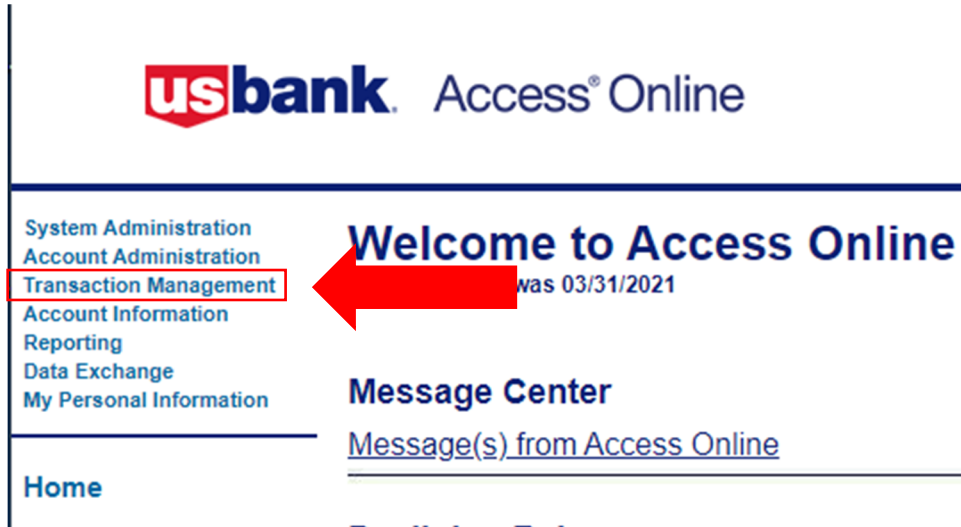 usbank. Access® Online
System Administration
Account Administration
Transaction Management
Account Information
Reporting
Data Exchange
My Personal Information
Home
Welcome to Access Online
was 03/31/2021
Message Center
Message(s) from Access Online